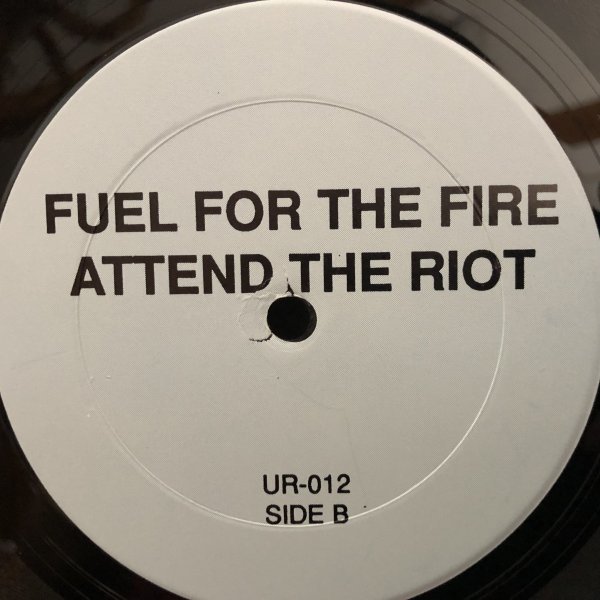 FUEL FOR THE FIRE
ATTEND THE RIOT
UR-012
SIDE B